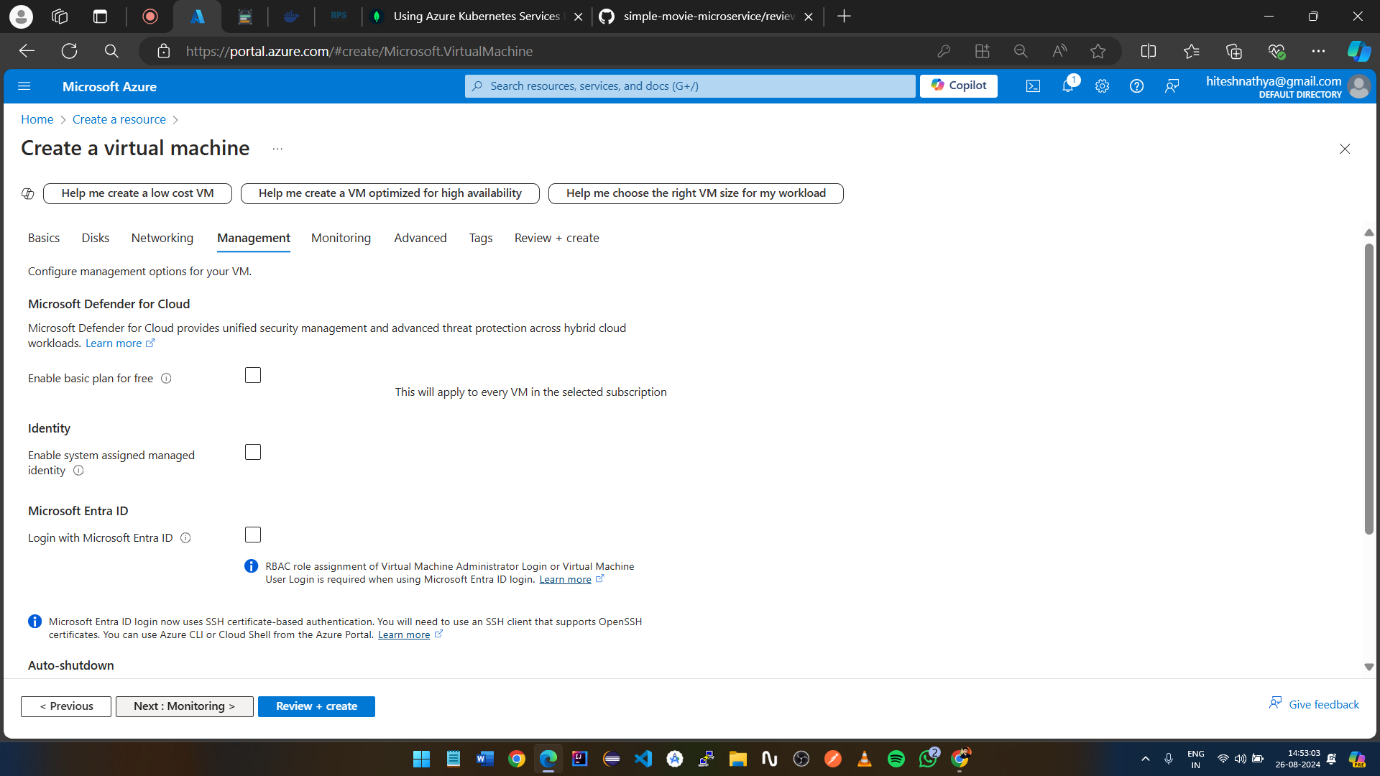 RPS
Using Azure Kubernetes Services
simple-movie-microservice/review
https://portal.azure.com/#create/Microsoft.VirtualMachine
Microsoft Azure
Search resources, services, and docs (G+/)
Copilot
1
hiteshnathya@gmail.com
DEFAULT DIRECTORY
Home > Create a resource >
Create a virtual machine ...
Help me create a low cost VM
Help me create a VM optimized for high availability
Help me choose the right VM size for my workload
Basics Disks Networking Management Monitoring Advanced Tags Review + create
Configure management options for your VM.
Microsoft Defender for Cloud
Microsoft Defender for Cloud provides unified security management and advanced threat protection across hybrid cloud
workloads. Learn more
Enable basic plan for free
This will apply to every VM in the selected subscription
Identity
Enable system assigned managed
identity
Microsoft Entra ID
Login with Microsoft Entra ID
RBAC role assignment of Virtual Machine Administrator Login or Virtual Machine
User Login is required when using Microsoft Entra ID login. Learn more
Microsoft Entra ID login now uses SSH certificate-based authentication. You will need to use an SSH client that supports OpenSSH
certificates. You can use Azure CLI or Cloud Shell from the Azure Portal. Learn more
Auto-shutdown
< Previous
Next : Monitoring >
Review + create
Give feedback
2
ENG
IN
14:53:03
26-08-2024